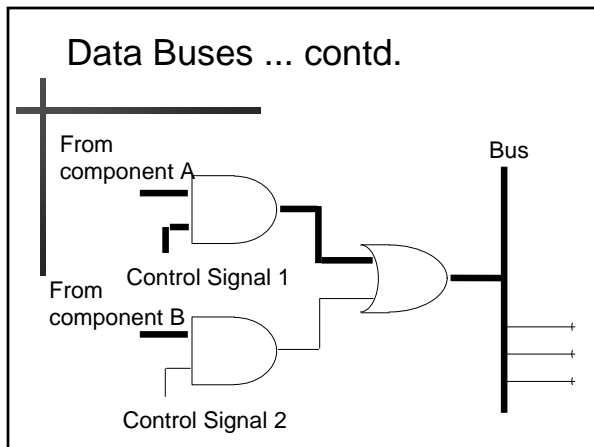 Data Buses ... contd.
From
component A
Bus
Control Signal 1
From
component B
Control Signal 2